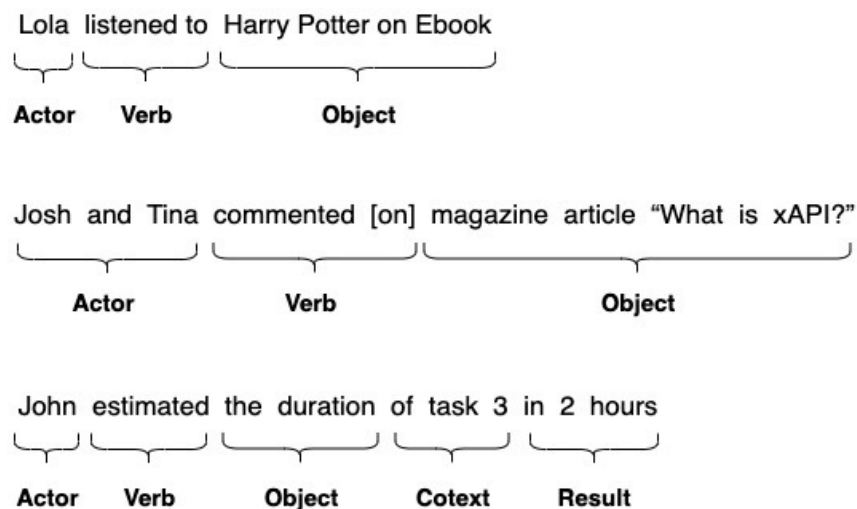 Lola listened to Harry Potter on Ebook
Actor Verb Object
Josh and Tina commented [on] magazine article “What is xAPI?”
Actor Verb Object
John estimated the duration of task 3 in 2 hours
Actor Verb Object Cotext Result